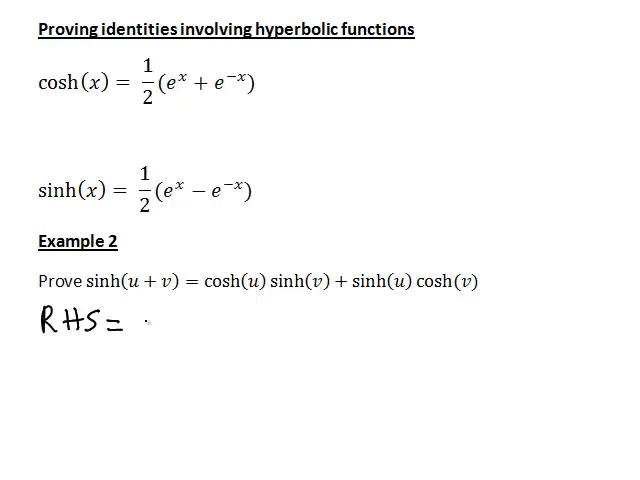 Proving identities involving hyperbolic functions
cosh(x) = 1/2 (e^x + e^−x)
sinh(x) = 1/2 (e^x − e^−x)
Example 2
Prove sinh(u + v) = cosh(u) sinh(v) + sinh(u) cosh(v)
RHS =